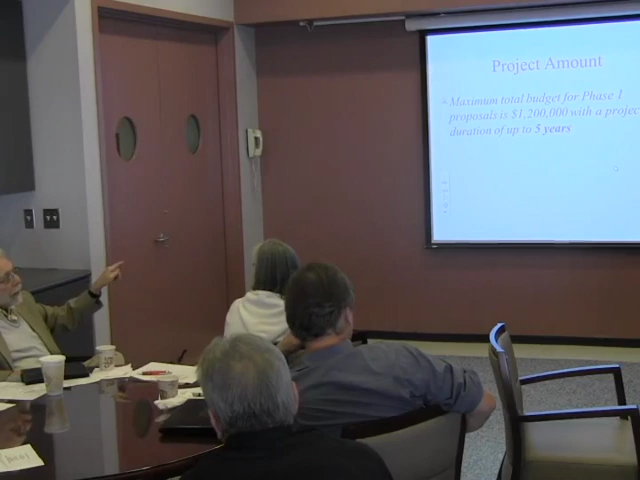 Project Amount
Maximum total budget for Phase 1
proposals is $1,200,000 with a projec
duration of up to 5 years